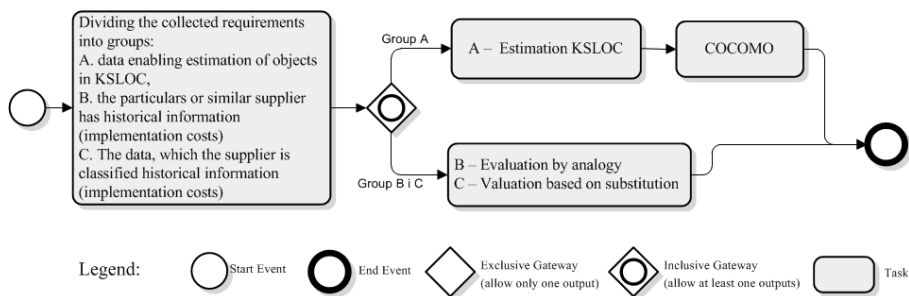 Dividing the collected requirements
into groups:
A. data enabling estimation of objects
in KSLOC,
B. the particulars or similar supplier
has historical information
(implementation costs)
C. The data, which the supplier is
classified historical information
(implementation costs)
Group A
A – Estimation KSLOC
COCOMO
Group B i C
B – Evaluation by analogy
C – Valuation based on substitution
Legend:
Start Event
End Event
Exclusive Gateway
(allow only one output)
Inclusive Gateway
(allow at least one outputs)
Task